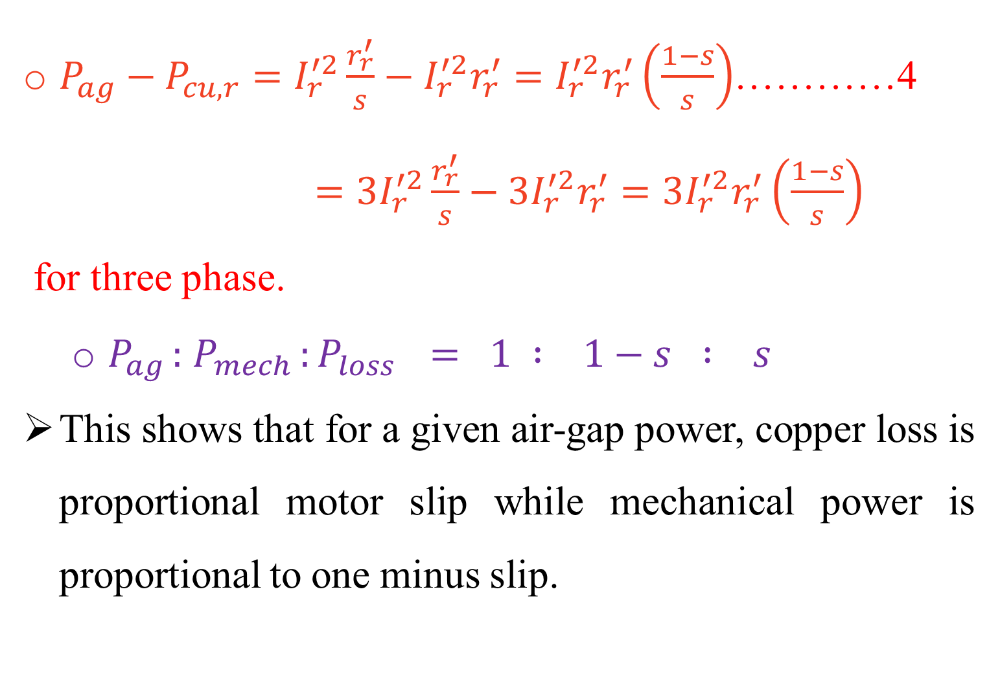 ○ $P_{ag} - P_{cu,r} = I_r'^2 \frac{r_r'}{s} - I_r'^2 r_r' = I_r'^2 r_r' \left(\frac{1-s}{s}\right)$............4
$= 3I_r'^2 \frac{r_r'}{s} - 3I_r'^2 r_r' = 3I_r'^2 r_r' \left(\frac{1-s}{s}\right)$
for three phase.
○ $P_{ag} : P_{mech} : P_{loss} = 1 : 1-s : s$
➢ This shows that for a given air-gap power, copper loss is
proportional motor slip while mechanical power is
proportional to one minus slip.